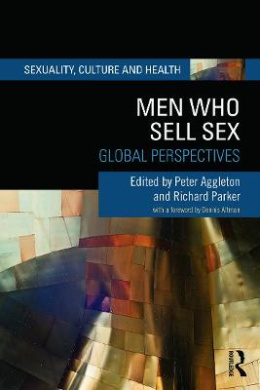 SEXUALITY, CULTURE AND HEALTH
MEN WHO
SELL SEX
GLOBAL PERSPECTIVES
Edited by Peter Aggleton
and Richard Parker
with a foreword by Dennis Altman
ROUTLEDGE